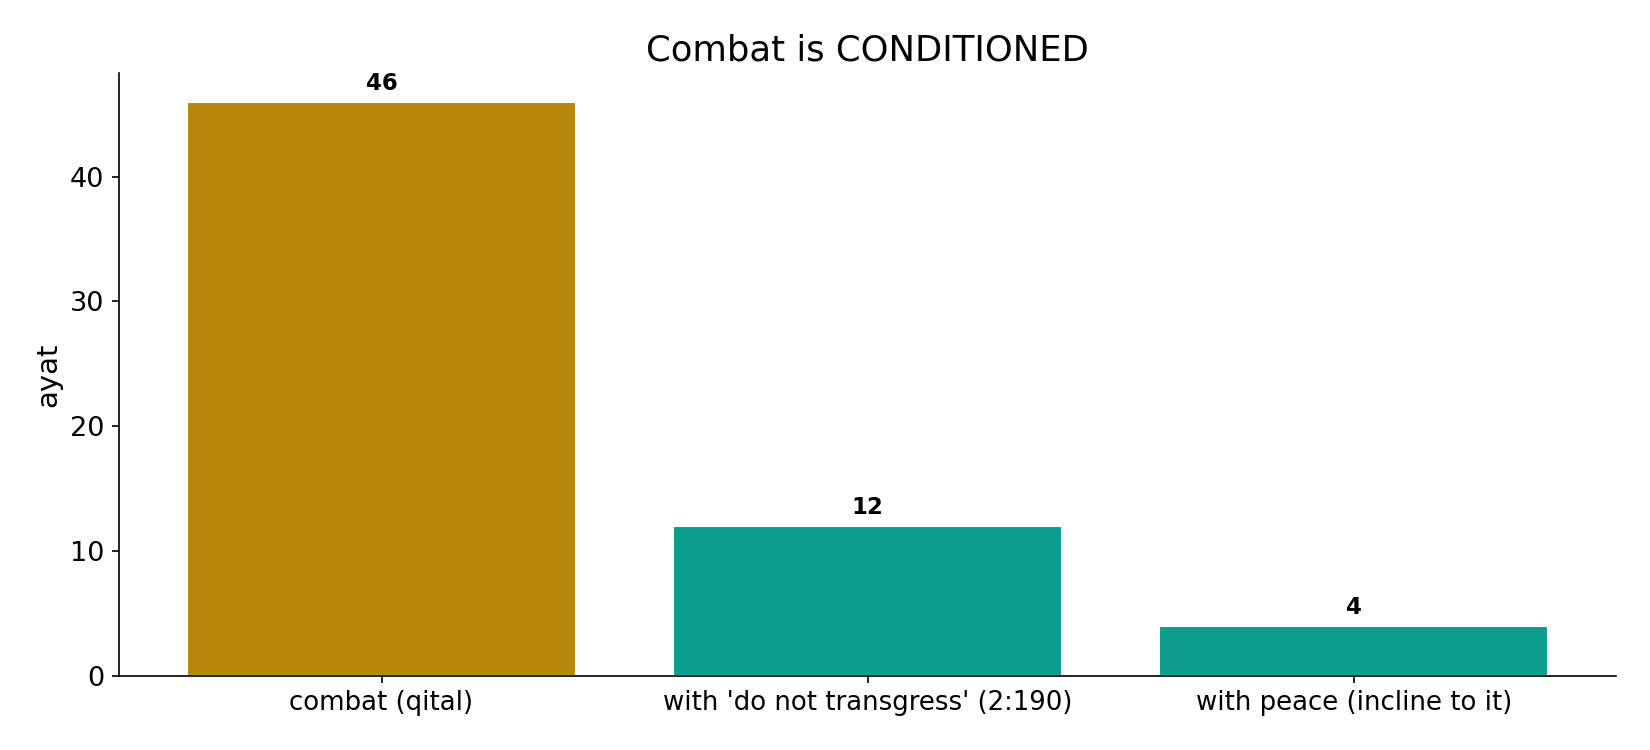 Combat is CONDITIONED
46
12
4
40
30
20
10
0
ayat
combat (qital)
with 'do not transgress' (2:190)
with peace (incline to it)